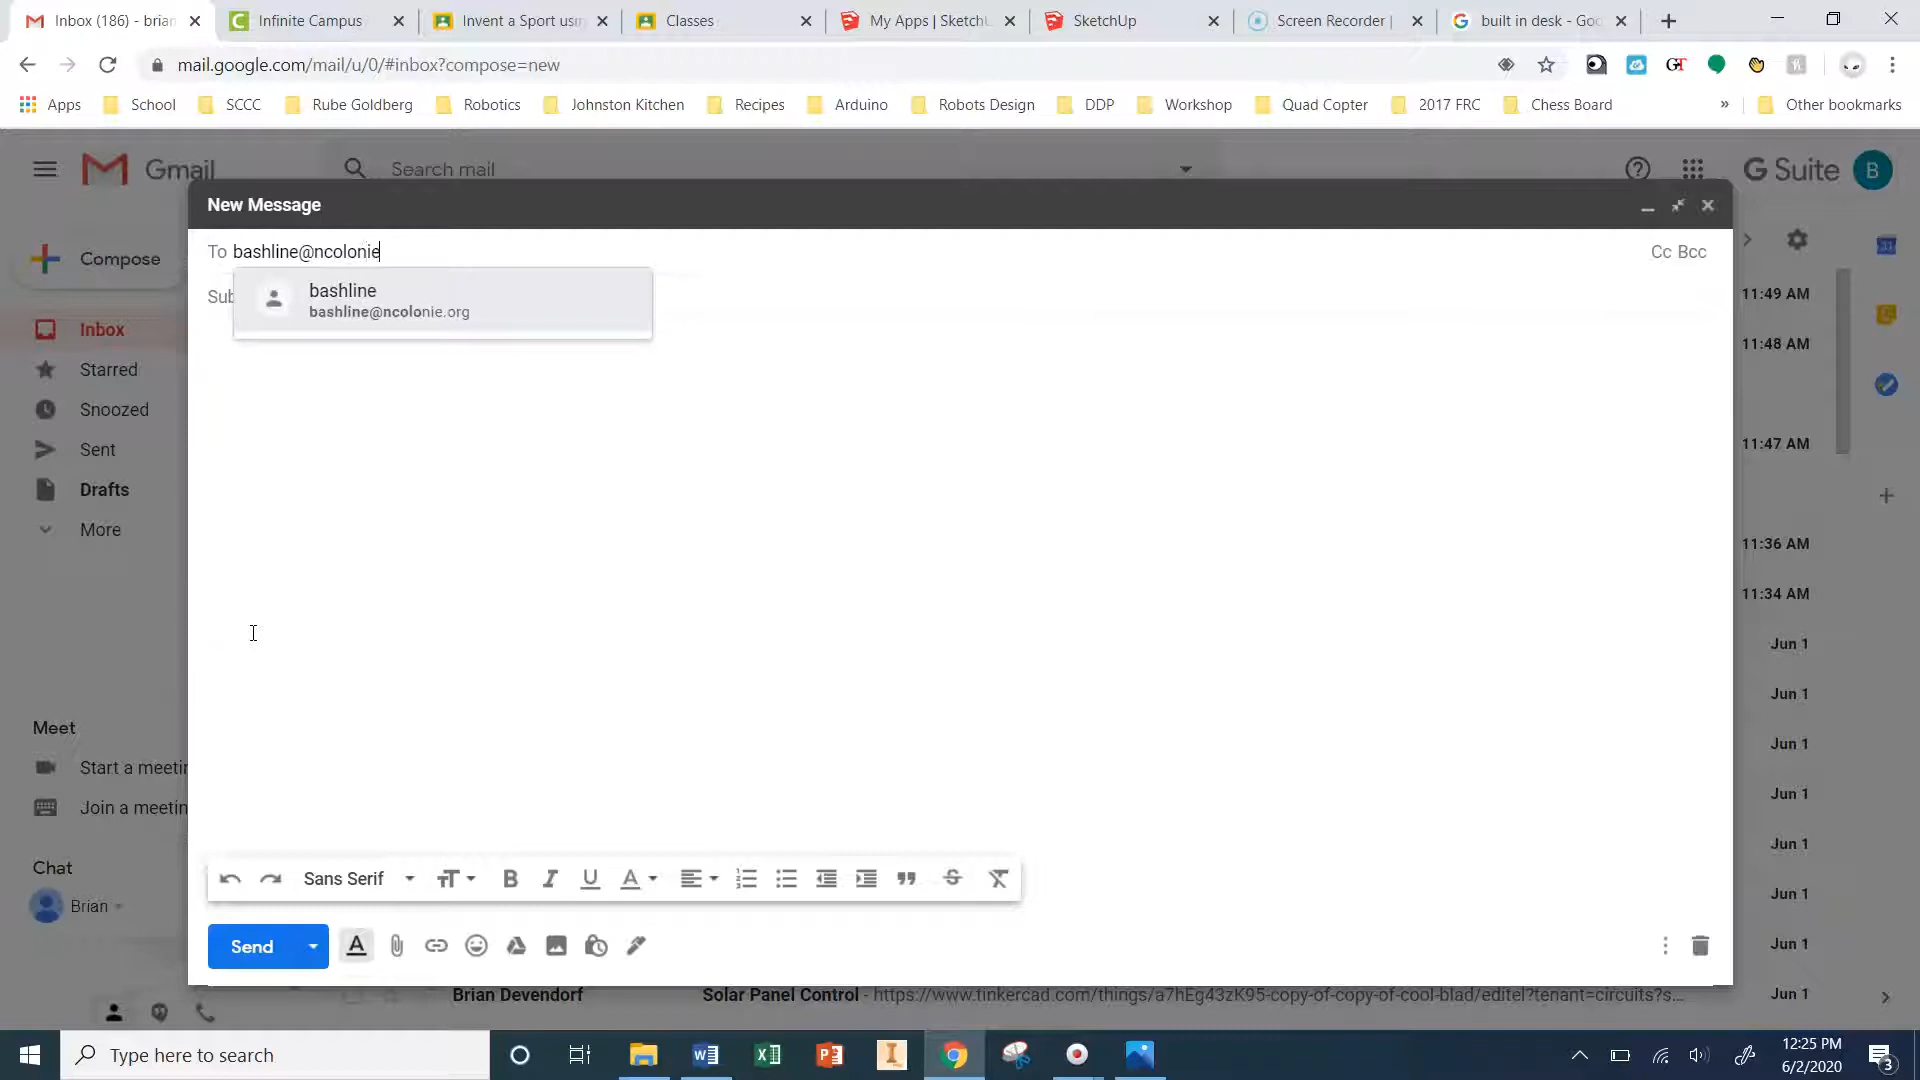 Inbox (186) - brian
Infinite Campus
Invent a Sport usin
Classes
My Apps | SketchU
SketchUp
Screen Recorder |
built in desk - Goo
mail.google.com/mail/u/0/#inbox?compose=new
Apps
School
SCCC
Rube Goldberg
Robotics
Johnston Kitchen
Recipes
Arduino
Robots Design
DDP
Workshop
Quad Copter
2017 FRC
Chess Board
»
Other bookmarks
Gmail
Search mail
G Suite
B
New Message
To bashline@ncolonie
Cc Bcc
Sub
bashline
bashline@ncolonie.org
Compose
Inbox
Starred
Snoozed
Sent
Drafts
More
11:49 AM
11:48 AM
11:47 AM
11:36 AM
11:34 AM
Jun 1
Jun 1
Jun 1
Jun 1
Jun 1
Jun 1
Jun 1
Jun 1
Meet
Start a meetin
Join a meetin
Chat
Brian
Sans Serif
Send
Brian Devendorf
Solar Panel Control - https://www.tinkercad.com/things/a7hEg43zK95-copy-of-copy-of-cool-blad/editel?tenant=circuits?s...
Type here to search
12:25 PM
6/2/2020
3